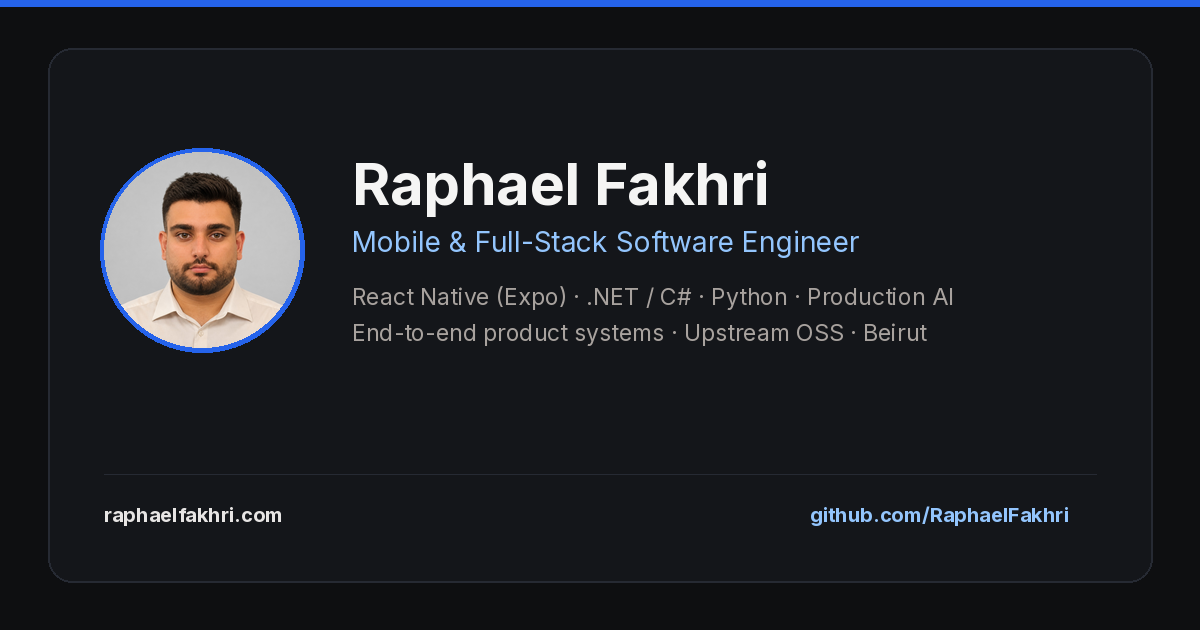 Raphael Fakhri
Mobile & Full-Stack Software Engineer
React Native (Expo) · .NET / C# · Python · Production AI
End-to-end product systems · Upstream OSS · Beirut
raphaelfakhri.com
github.com/RaphaelFakhri